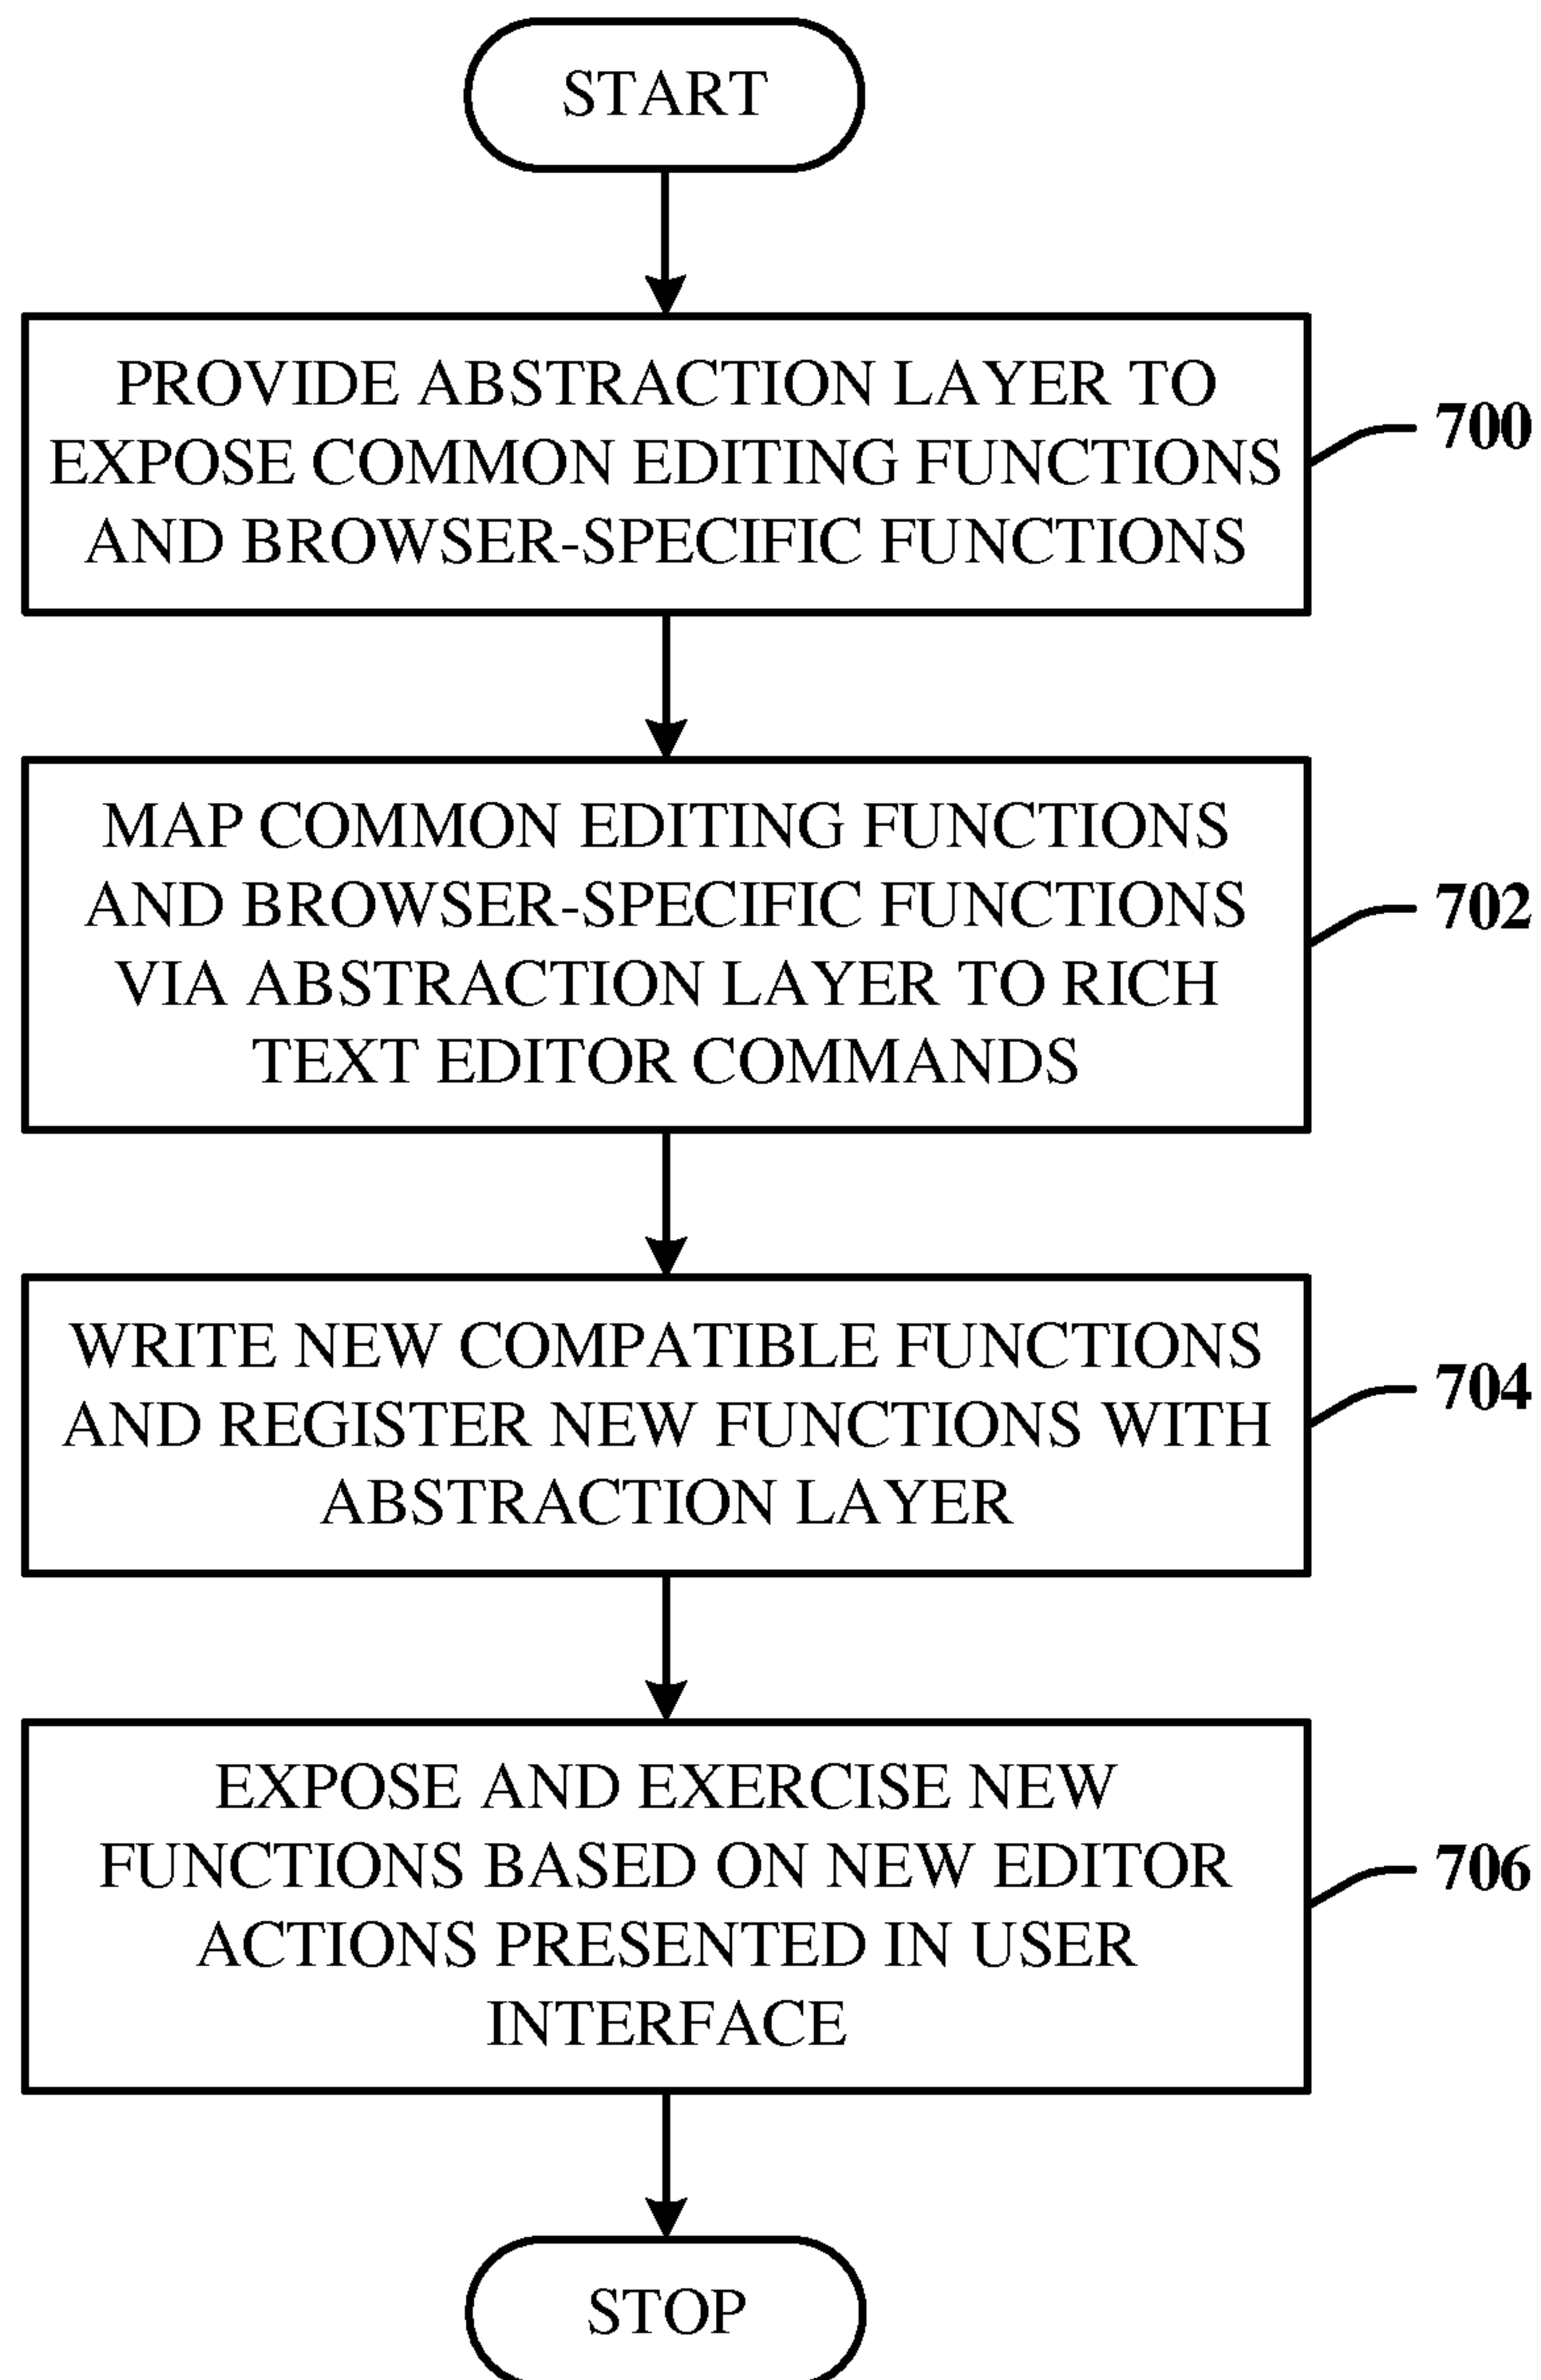 START
PROVIDE ABSTRACTION LAYER TO
EXPOSE COMMON EDITING FUNCTIONS
AND BROWSER-SPECIFIC FUNCTIONS
700
MAP COMMON EDITING FUNCTIONS
AND BROWSER-SPECIFIC FUNCTIONS
VIA ABSTRACTION LAYER TO RICH
TEXT EDITOR COMMANDS
702
WRITE NEW COMPATIBLE FUNCTIONS
AND REGISTER NEW FUNCTIONS WITH
ABSTRACTION LAYER
704
EXPOSE AND EXERCISE NEW
FUNCTIONS BASED ON NEW EDITOR
ACTIONS PRESENTED IN USER
INTERFACE
706
STOP